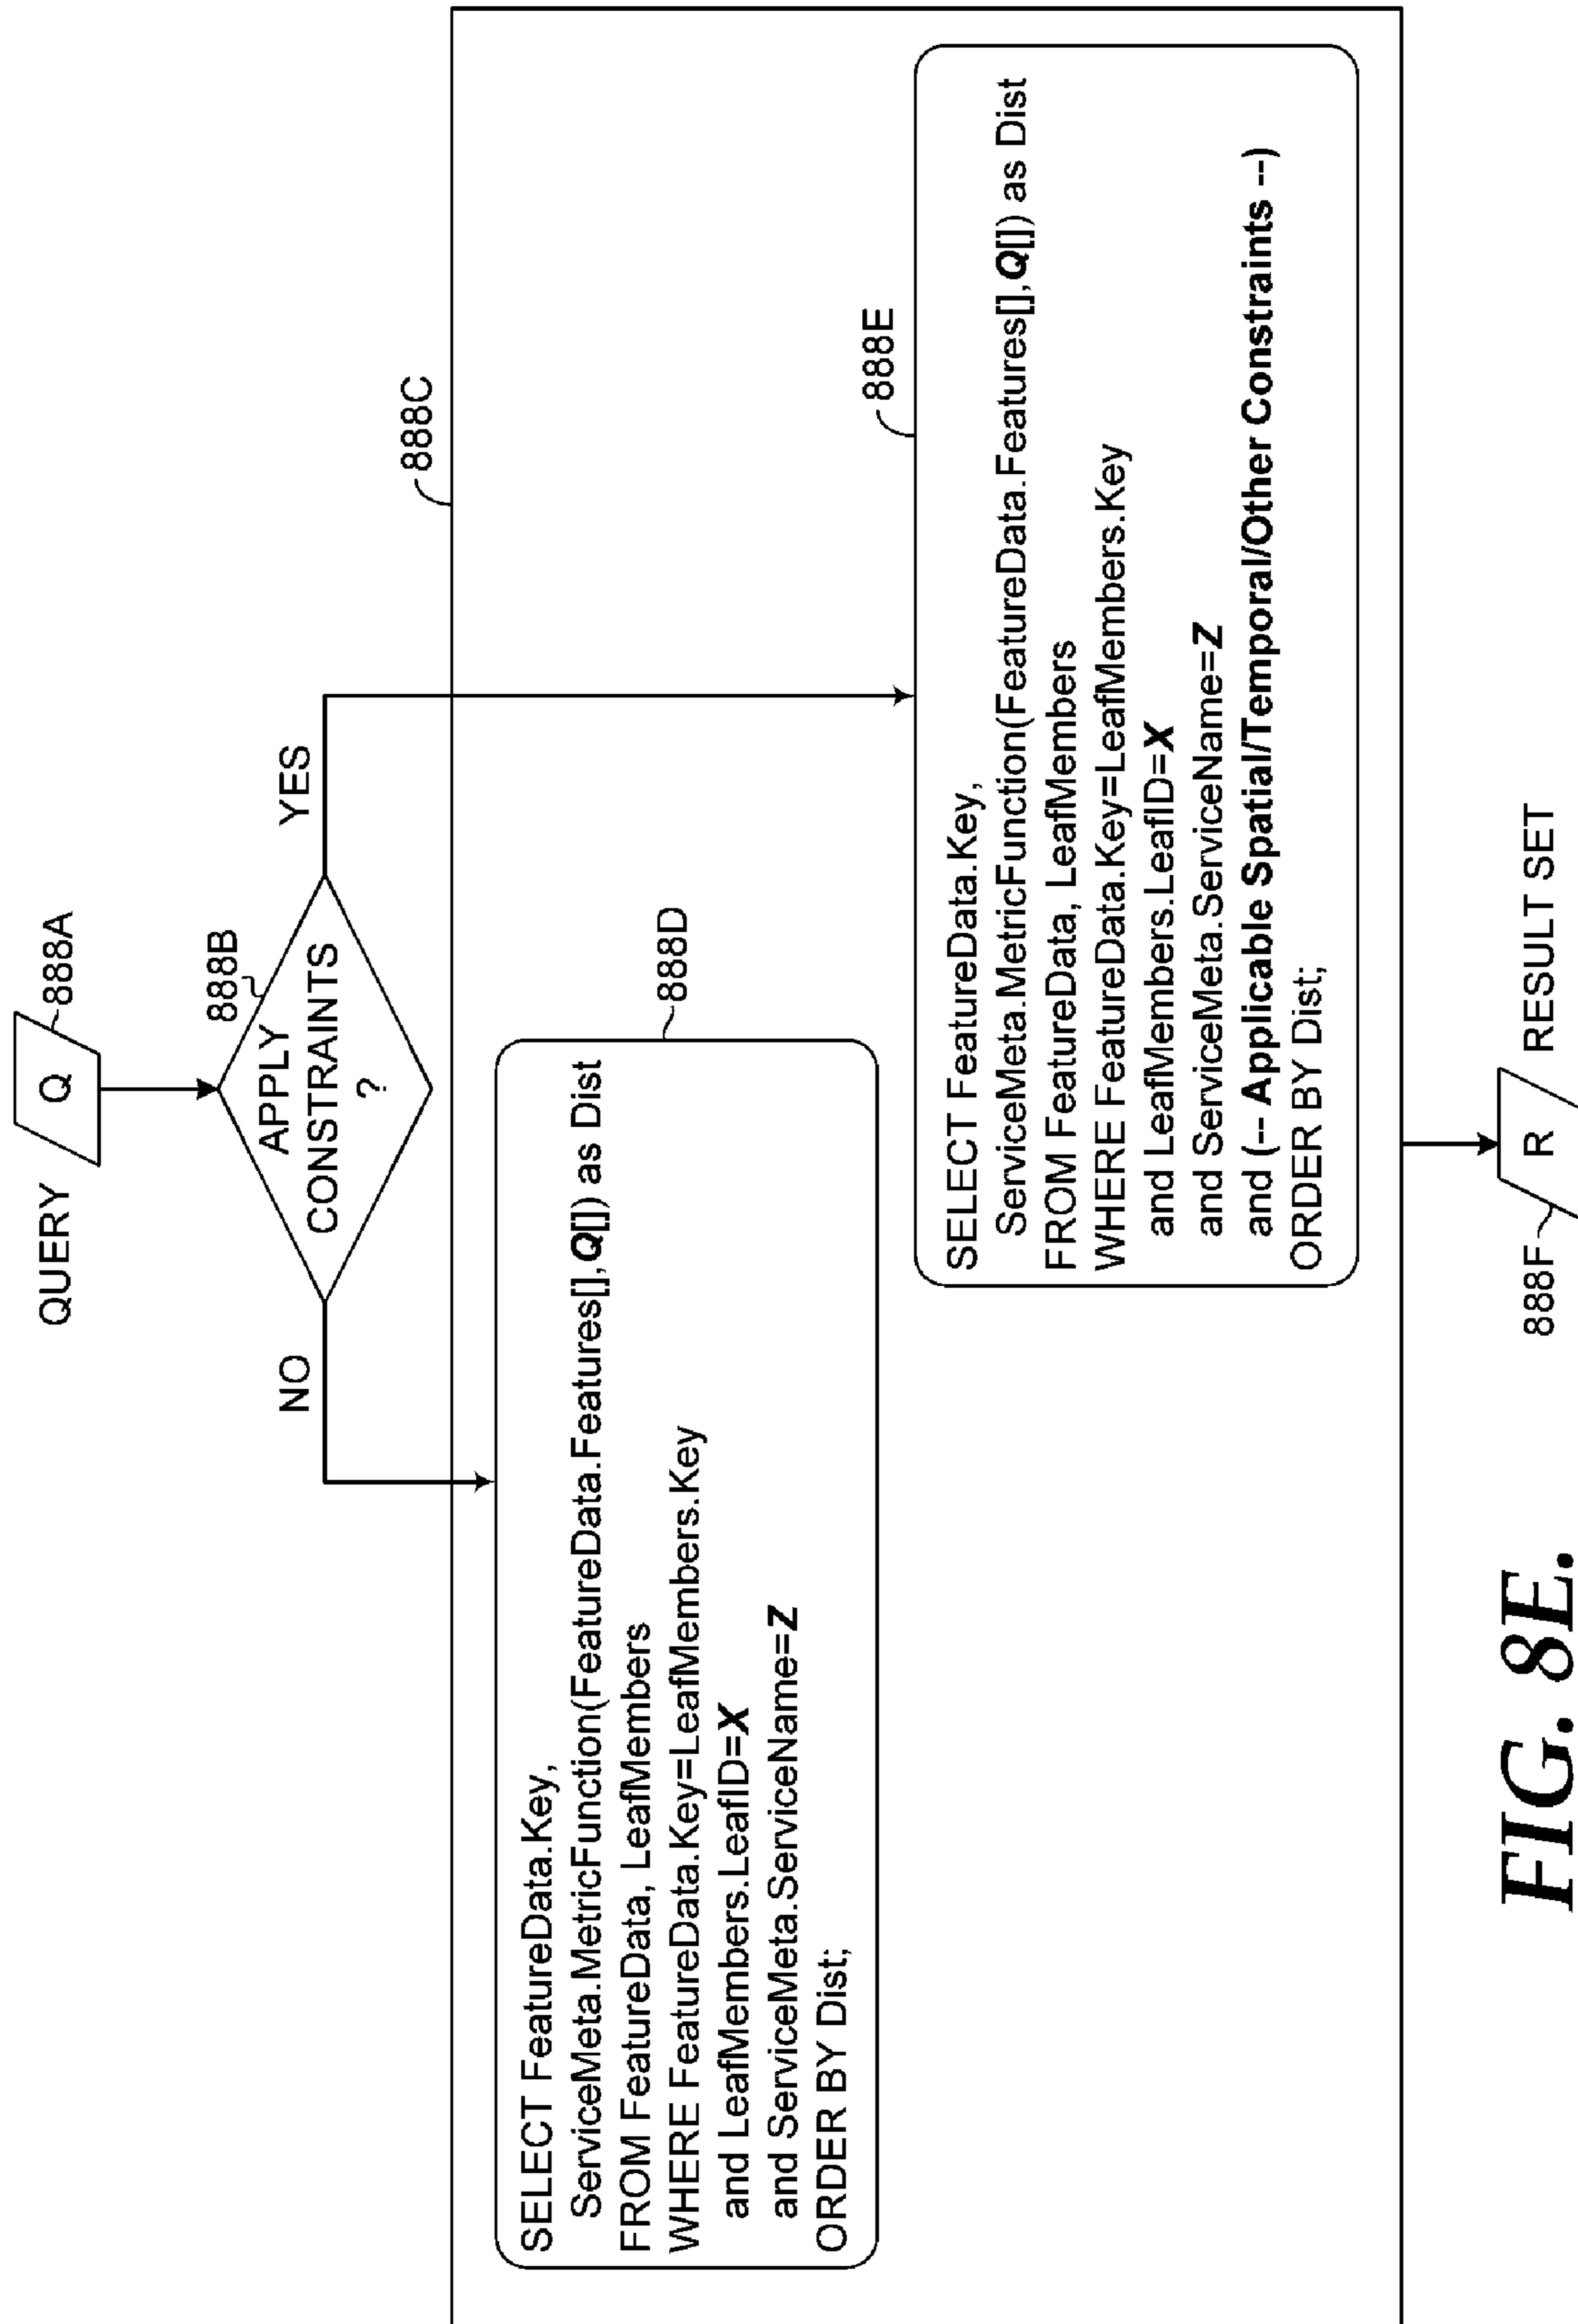 QUERY
Q
888A
888B
APPLY
CONSTRAINTS
?
NO
YES
888C
SELECT FeatureData.Key,
ServiceMeta.MetricFunction(FeatureData.Features[],Q[]) as Dist
FROM FeatureData, LeafMembers
WHERE FeatureData.Key=LeafMembers.Key
and LeafMembers.LeafID=X
and ServiceMeta.ServiceName=Z
ORDER BY Dist;
888D
888E
SELECT FeatureData.Key,
ServiceMeta.MetricFunction(FeatureData.Features[],Q[]) as Dist
FROM FeatureData, LeafMembers
WHERE FeatureData.Key=LeafMembers.Key
and LeafMembers.LeafID=X
and ServiceMeta.ServiceName=Z
and (-- Applicable Spatial/Temporal/Other Constraints --)
ORDER BY Dist;
888F
R
RESULT SET
FIG. 8E.